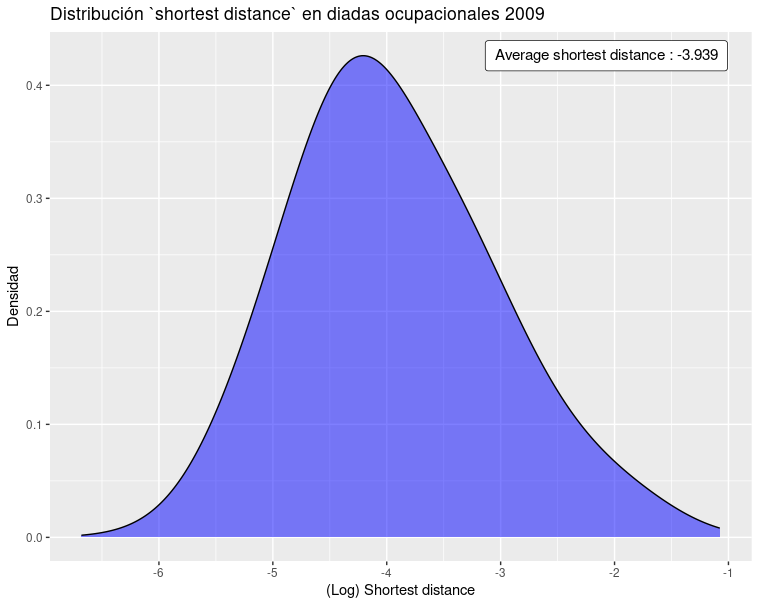 Distribución `shortest distance` en diadas ocupacionales 2009
Average shortest distance : -3.939
Densidad
0.4
0.3
0.2
0.1
0.0
-6 -5 -4 -3 -2 -1
(Log) Shortest distance